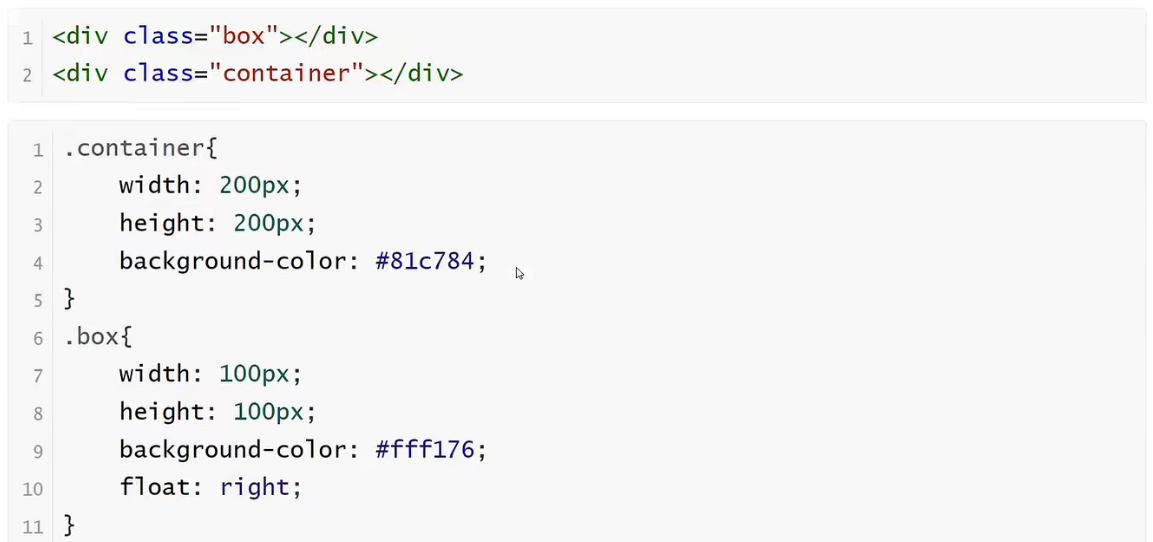 1 <div class="box"></div>
2 <div class="container"></div>
1 .container{
2 width: 200px;
3 height: 200px;
4 background-color: #81c784;
5 }
6 .box{
7 width: 100px;
8 height: 100px;
9 background-color: #fff176;
10 float: right;
11 }